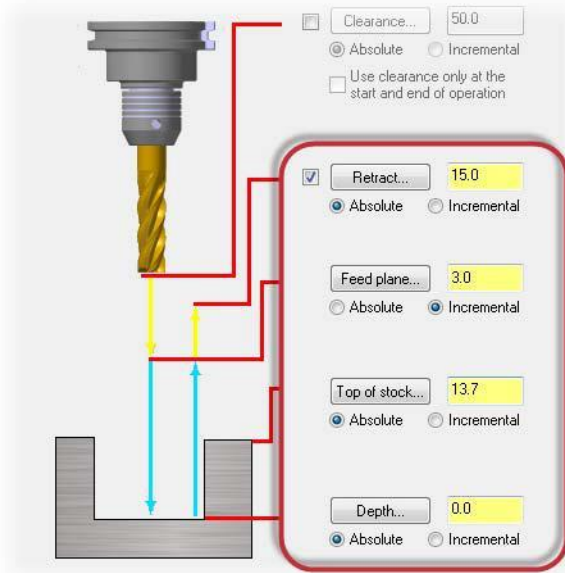 Clearance... 50.0
Absolute Incremental
Use clearance only at the
start and end of operation
Retract... 15.0
Absolute Incremental
Feed plane... 3.0
Absolute Incremental
Top of stock... 13.7
Absolute Incremental
Depth... 0.0
Absolute Incremental